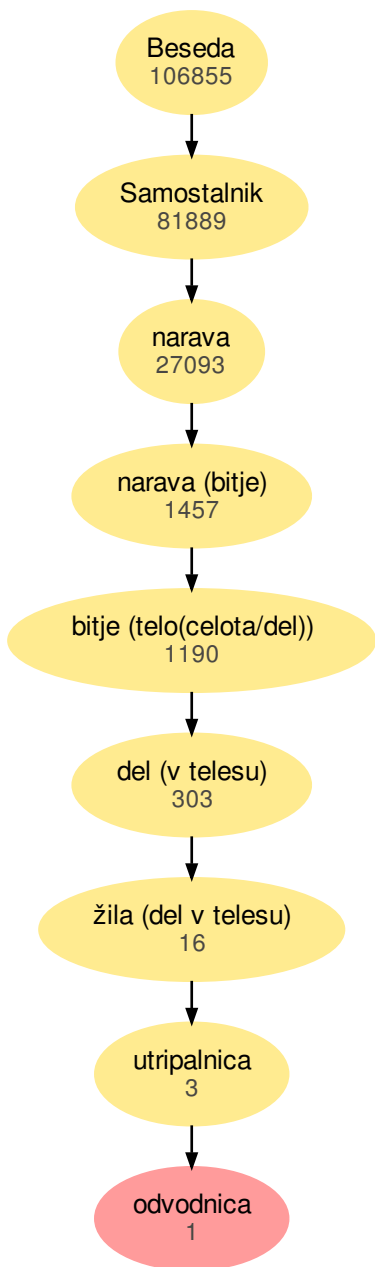 Beseda
106855
Samostalnik
81889
narava
27093
narava (bitje)
1457
bitje (telo(celota/del))
1190
del (v telesu)
303
žila (del v telesu)
16
utripalnica
3
odvodnica
1